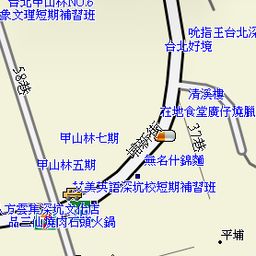 台北甲山林NO.6
象文理短期補習班
吮指王台北深
台北好境
58巷
清溪樓
在地食堂廣仔燒臘
37巷
甲山林七期
無名什錦麵
甲山林五期
艾美英語深坑校短期補習班
方雲集深坑文山店
品三仙燒肉石頭火鍋
平埔